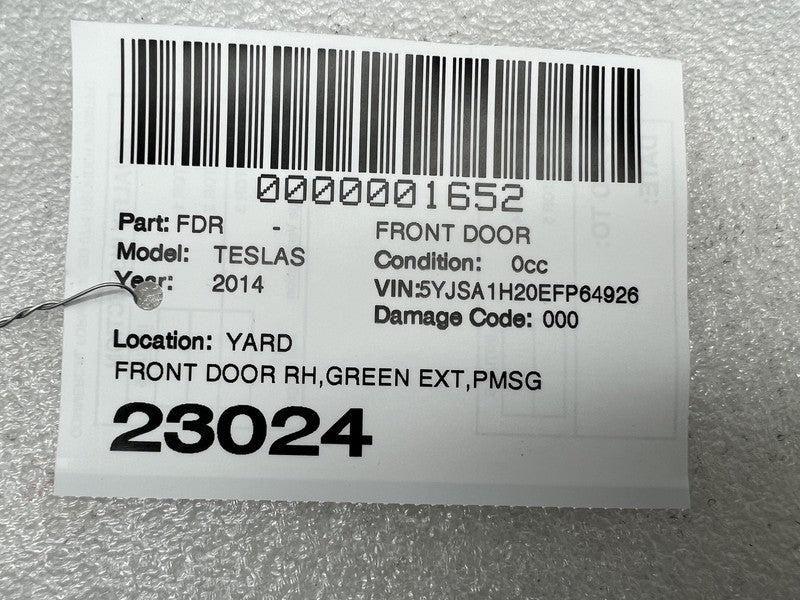 0000001652
Part: FDR - FRONT DOOR
Model: TESLAS Condition: 0cc
Year: 2014 VIN:5YJSA1H20EFP64926
Damage Code: 000
Location: YARD
FRONT DOOR RH,GREEN EXT,PMSG
23024